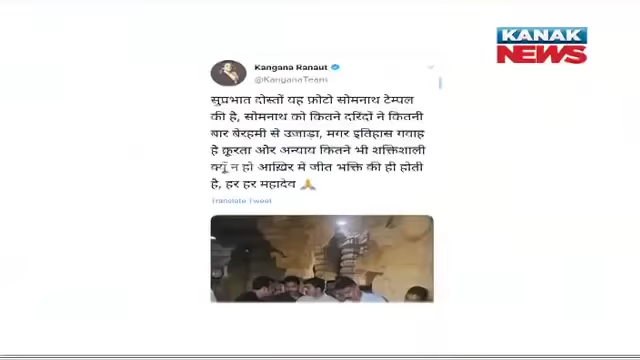 KANAK
NEWS
Kangana Ranaut
@KanganaTeam
सुप्रभात दोस्तों यह फ़ोटो सोमनाथ टेम्पल
की है, सोमनाथ को कितने दरिंदों ने कितनी
बार बेरहमी से उजाड़ा, मगर इतिहास गवाह
है क्रूरता और अन्याय कितने भी शक्तिशाली
क्यूँ न हो आख़िर में जीत भक्ति की ही होती
है, हर हर महादेव 🙏
Translate Tweet